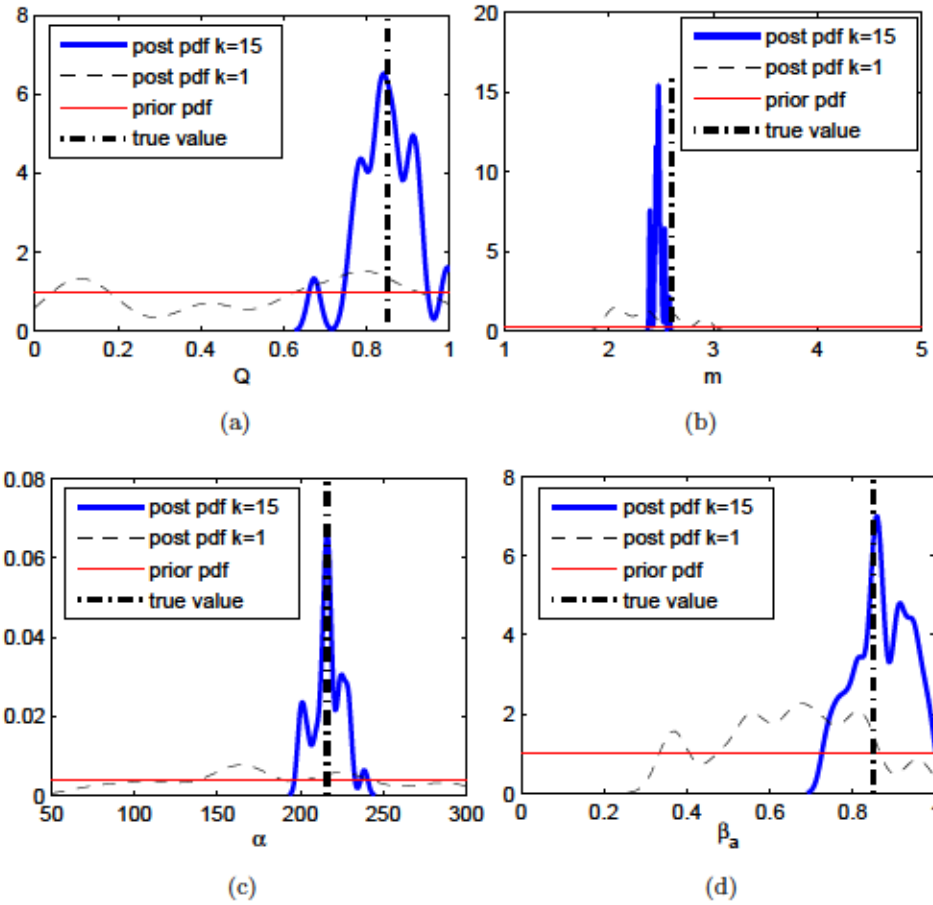 8
6
4
2
0
post pdf k=15
post pdf k=1
prior pdf
true value
0 0.2 0.4 0.6 0.8 1
Q
(a)
20
15
10
5
0
post pdf k=15
post pdf k=1
prior pdf
true value
1 2 3 4 5
m
(b)
0.08
0.06
0.04
0.02
0
post pdf k=15
post pdf k=1
prior pdf
true value
50 100 150 200 250 300
α
(c)
8
6
4
2
0
post pdf k=15
post pdf k=1
prior pdf
true value
0 0.2 0.4 0.6 0.8
βa
(d)